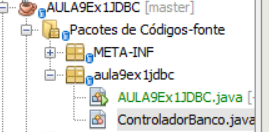 AULA9Ex1JDBC [master]
Pacotes de Códigos-fonte
META-INF
aula9ex1jdbc
AULA9Ex1JDBC.java [-
ControladorBanco.java